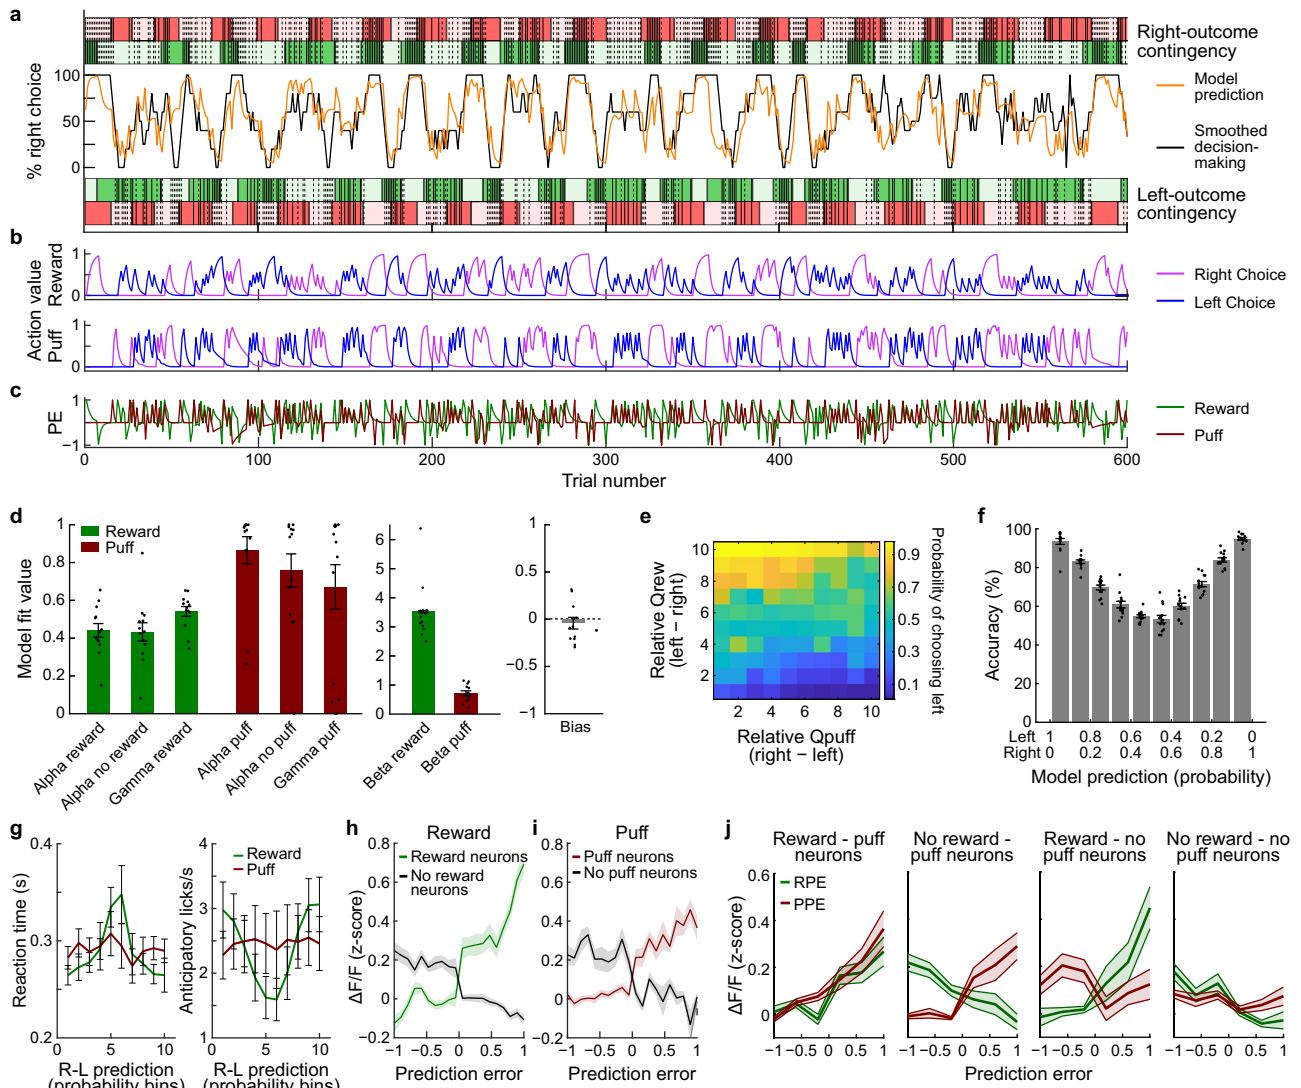 a
Right-outcome
contingency
100
50
0
% right choice
Model
prediction
Smoothed
decision-
making
Left-outcome
contingency
b
Action value
Reward
1
0
Right Choice
Left Choice
Puff
1
0
c
PE
1
−1
Reward
Puff
0 100 200 300 400 500 600
Trial number
d
Model fit value
1
0.8
0.6
0.4
0.2
0
Reward
Puff
Alpha reward
Alpha no reward
Gamma reward
Alpha puff
Alpha no puff
Gamma puff
6
5
4
3
2
1
0
Beta reward
Beta puff
1
0.5
0
−0.5
−1
Bias
e
Relative Qrew
(left − right)
10
8
6
4
2
2 4 6 8 10
Relative Qpuff
(right − left)
0.9
0.7
0.5
0.3
0.1
Probability of choosing left
f
Accuracy (%)
100
80
60
40
20
0
Left 1 0.8 0.6 0.4 0.2 0
Right 0 0.2 0.4 0.6 0.8 1
Model prediction (probability)
g
Reaction time (s)
0.4
0.3
0.2
0 5 10
R-L prediction
(probability bins)
Anticipatory licks/s
4
3
2
1
Reward
Puff
0 5 10
R-L prediction
(probability bins)
h
Reward
ΔF/F (z-score)
0.8
0.6
0.4
0.2
0
−0.2
Reward neurons
No reward
neurons
−1 −0.5 0 0.5 1
Prediction error
i
Puff
ΔF/F (z-score)
0.8
0.6
0.4
0.2
0
−0.2
Puff neurons
No puff neurons
−1 −0.5 0 0.5 1
Prediction error
j
Reward - puff
neurons
No reward -
puff neurons
Reward - no
puff neurons
No reward - no
puff neurons
ΔF/F (z-score)
0.6
0.4
0.2
0
RPE
PPE
−1 −0.5 0 0.5 1
−1 −0.5 0 0.5 1
−1 −0.5 0 0.5 1
−1 −0.5 0 0.5 1
Prediction error